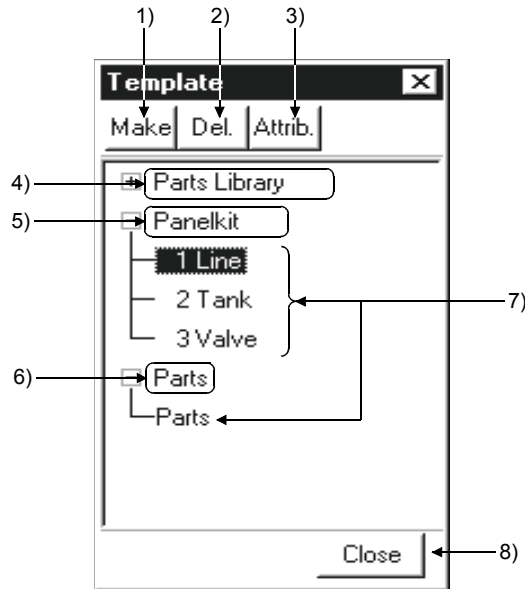 1) 2) 3)
Template
Make Del. Attrib.
4) Parts Library
5) Panelkit
1 Line
2 Tank
7)
3 Valve
6) Parts
Parts
Close 8)